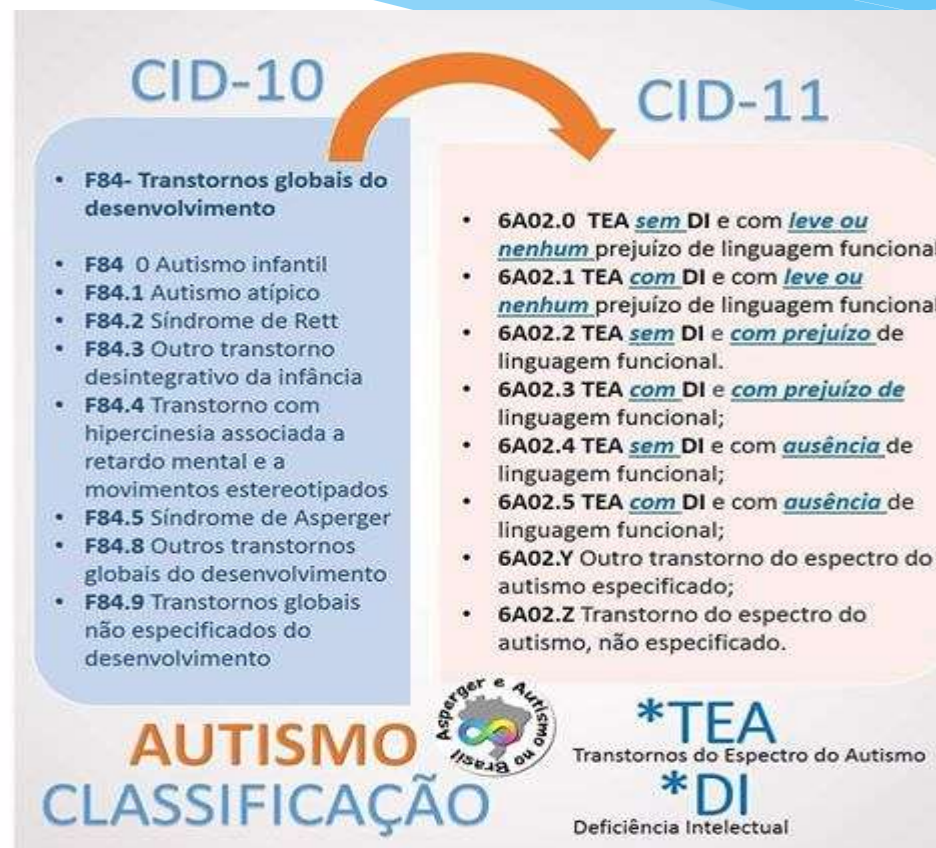 CID-10
F84- Transtornos globais do
desenvolvimento
F84 0 Autismo infantil
F84.1 Autismo atípico
F84.2 Síndrome de Rett
F84.3 Outro transtorno
desintegrativo da infância
F84.4 Transtorno com
hipercinesia associada a
retardo mental e a
movimentos estereotipados
F84.5 Síndrome de Asperger
F84.8 Outros transtornos
globais do desenvolvimento
F84.9 Transtornos globais
não especificados do
desenvolvimento
CID-11
6A02.0 TEA sem DI e com leve ou
nenhum prejuízo de linguagem funcional
6A02.1 TEA com DI e com leve ou
nenhum prejuízo de linguagem funcional
6A02.2 TEA sem DI e com prejuízo de
linguagem funcional.
6A02.3 TEA com DI e com prejuízo de
linguagem funcional;
6A02.4 TEA sem DI e com ausência de
linguagem funcional;
6A02.5 TEA com DI e com ausência de
linguagem funcional;
6A02.Y Outro transtorno do espectro do
autismo especificado;
6A02.Z Transtorno do espectro do
autismo, não especificado.
AUTISMO
CLASSIFICAÇÃO
Asperger e Autismo no Brasil
*TEA
Transtornos do Espectro do Autismo
*DI
Deficiência Intelectual